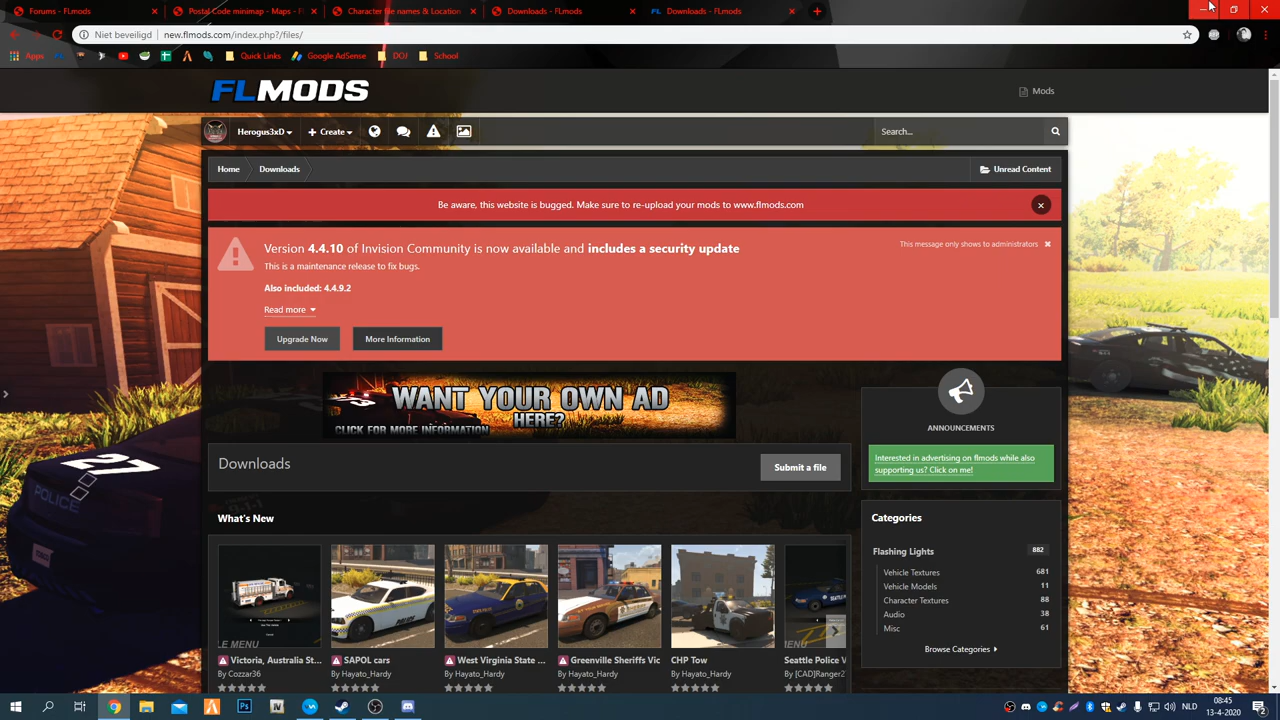 Forums - FLmods
Postal Code minimap - Maps - FL
Character file names & Location
Downloads - FLmods
Downloads - FLmods
Niet beveiligd
new.flmods.com/index.php?/files/
Apps
Quick Links
Google AdSense
DOJ
School
FLMODS
Mods
Herogus3xD
Create
Search...
Home
Downloads
Unread Content
Be aware, this website is bugged. Make sure to re-upload your mods to www.flmods.com
Version 4.4.10 of Invision Community is now available and includes a security update
This message only shows to administrators
This is a maintenance release to fix bugs.
Also included: 4.4.9.2
Read more
Upgrade Now
More Information
WANT YOUR OWN AD
HERE?
CLICK FOR MORE INFORMATION
ANNOUNCEMENTS
Interested in advertising on flmods while also
supporting us? Click on me!
Downloads
Submit a file
What's New
Categories
Flashing Lights 882
Vehicle Textures 681
Vehicle Models 11
Character Textures 88
Audio 38
Misc 61
Browse Categories
LE MENU
MENU
Victoria, Australia St...
SAPOL cars
West Virginia State ...
Greenville Sheriffs Vic
CHP Tow
Seattle Police V
By Cozzar36
By Hayato_Hardy
By Hayato_Hardy
By Hayato_Hardy
By Hayato_Hardy
By [CAD]Ranger2
27
POLICE
NLD
08:45
13-4-2020
2